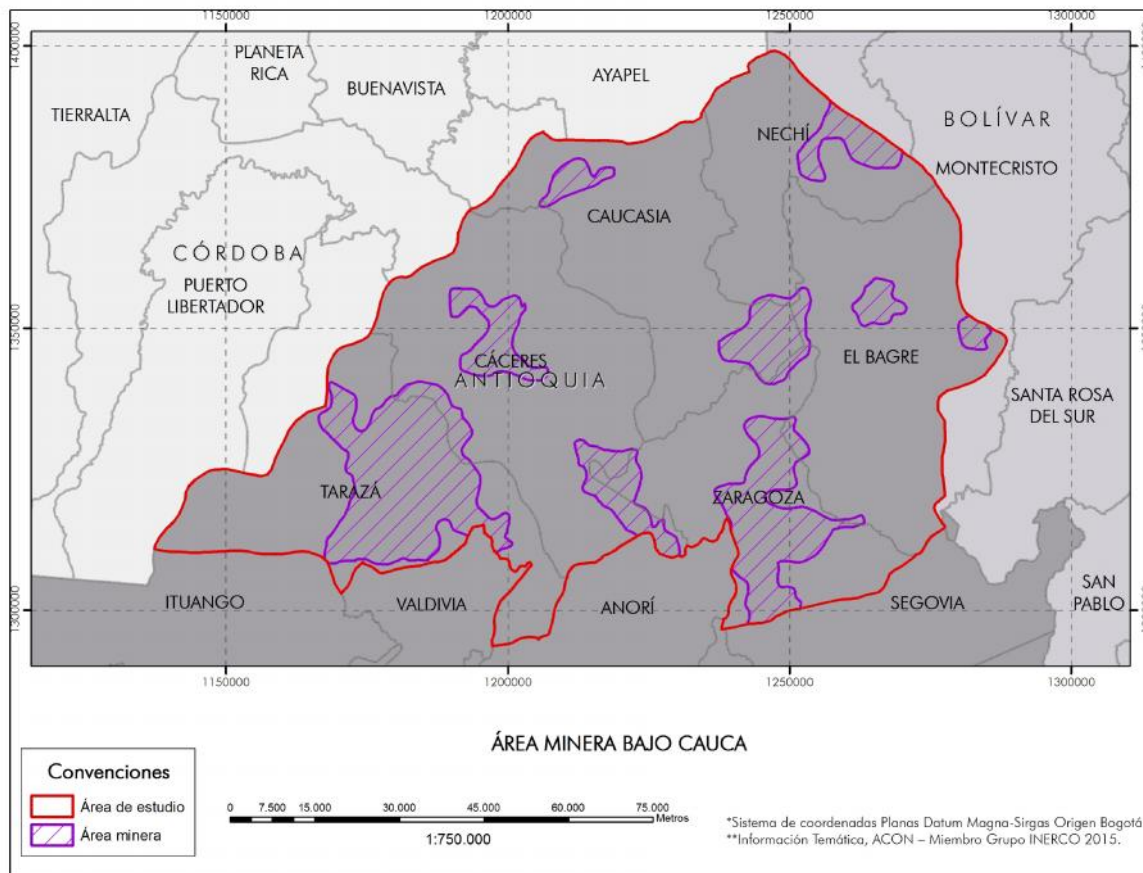 1150000
1200000
1250000
1300000
1400000
PLANETA
RICA
AYAPEL
BUENAVISTA
TIERRALTA
NECHÍ
BOLÍVAR
MONTECRISTO
CAUCASIA
CÓRDOBA
PUERTO
LIBERTADOR
1350000
CÁCERES
EL BAGRE
ANTIOQUIA
SANTA ROSA
DEL SUR
TARAZÁ
ZARAGOZA
1300000
ITUANGO
VALDIVIA
ANORÍ
SEGOVIA
SAN
PABLO
1150000
1200000
1250000
1300000
ÁREA MINERA BAJO CAUCA
Convenciones
Área de estudio
Área minera
0 7.500 15.000 30.000 45.000 60.000 75.000
Metros
1:750.000
*Sistema de coordenadas Planas Datum Magna-Sirgas Origen Bogotá
**Información Temática, ACON – Miembro Grupo INERCO 2015.